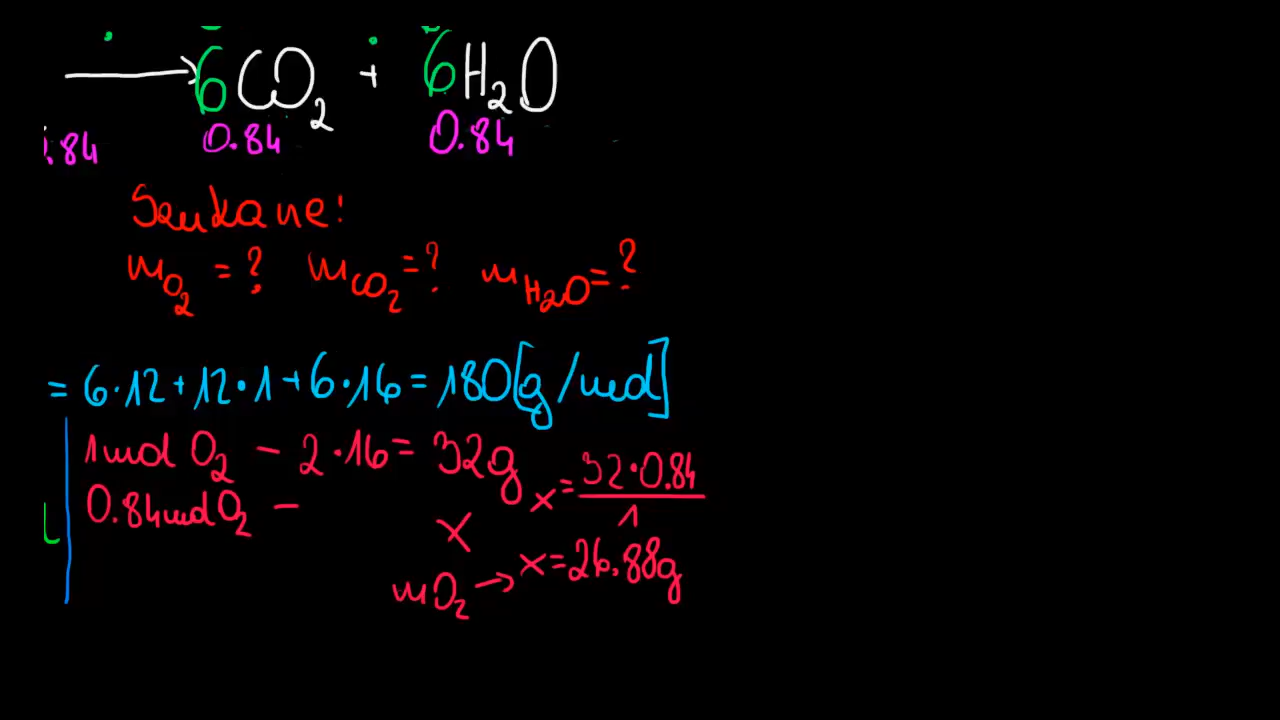 → 6CO₂ + 6H₂O
.84 0.84 0.84
Szukane:
mO₂ = ? mCO₂ = ? mH₂O = ?
= 6·12+12·1+6·16=180[g/mol]
1mol O₂ - 2·16= 32g
0.84mol O₂ - x
x = 32·0.84 / 1
mO₂ → x=26.88g